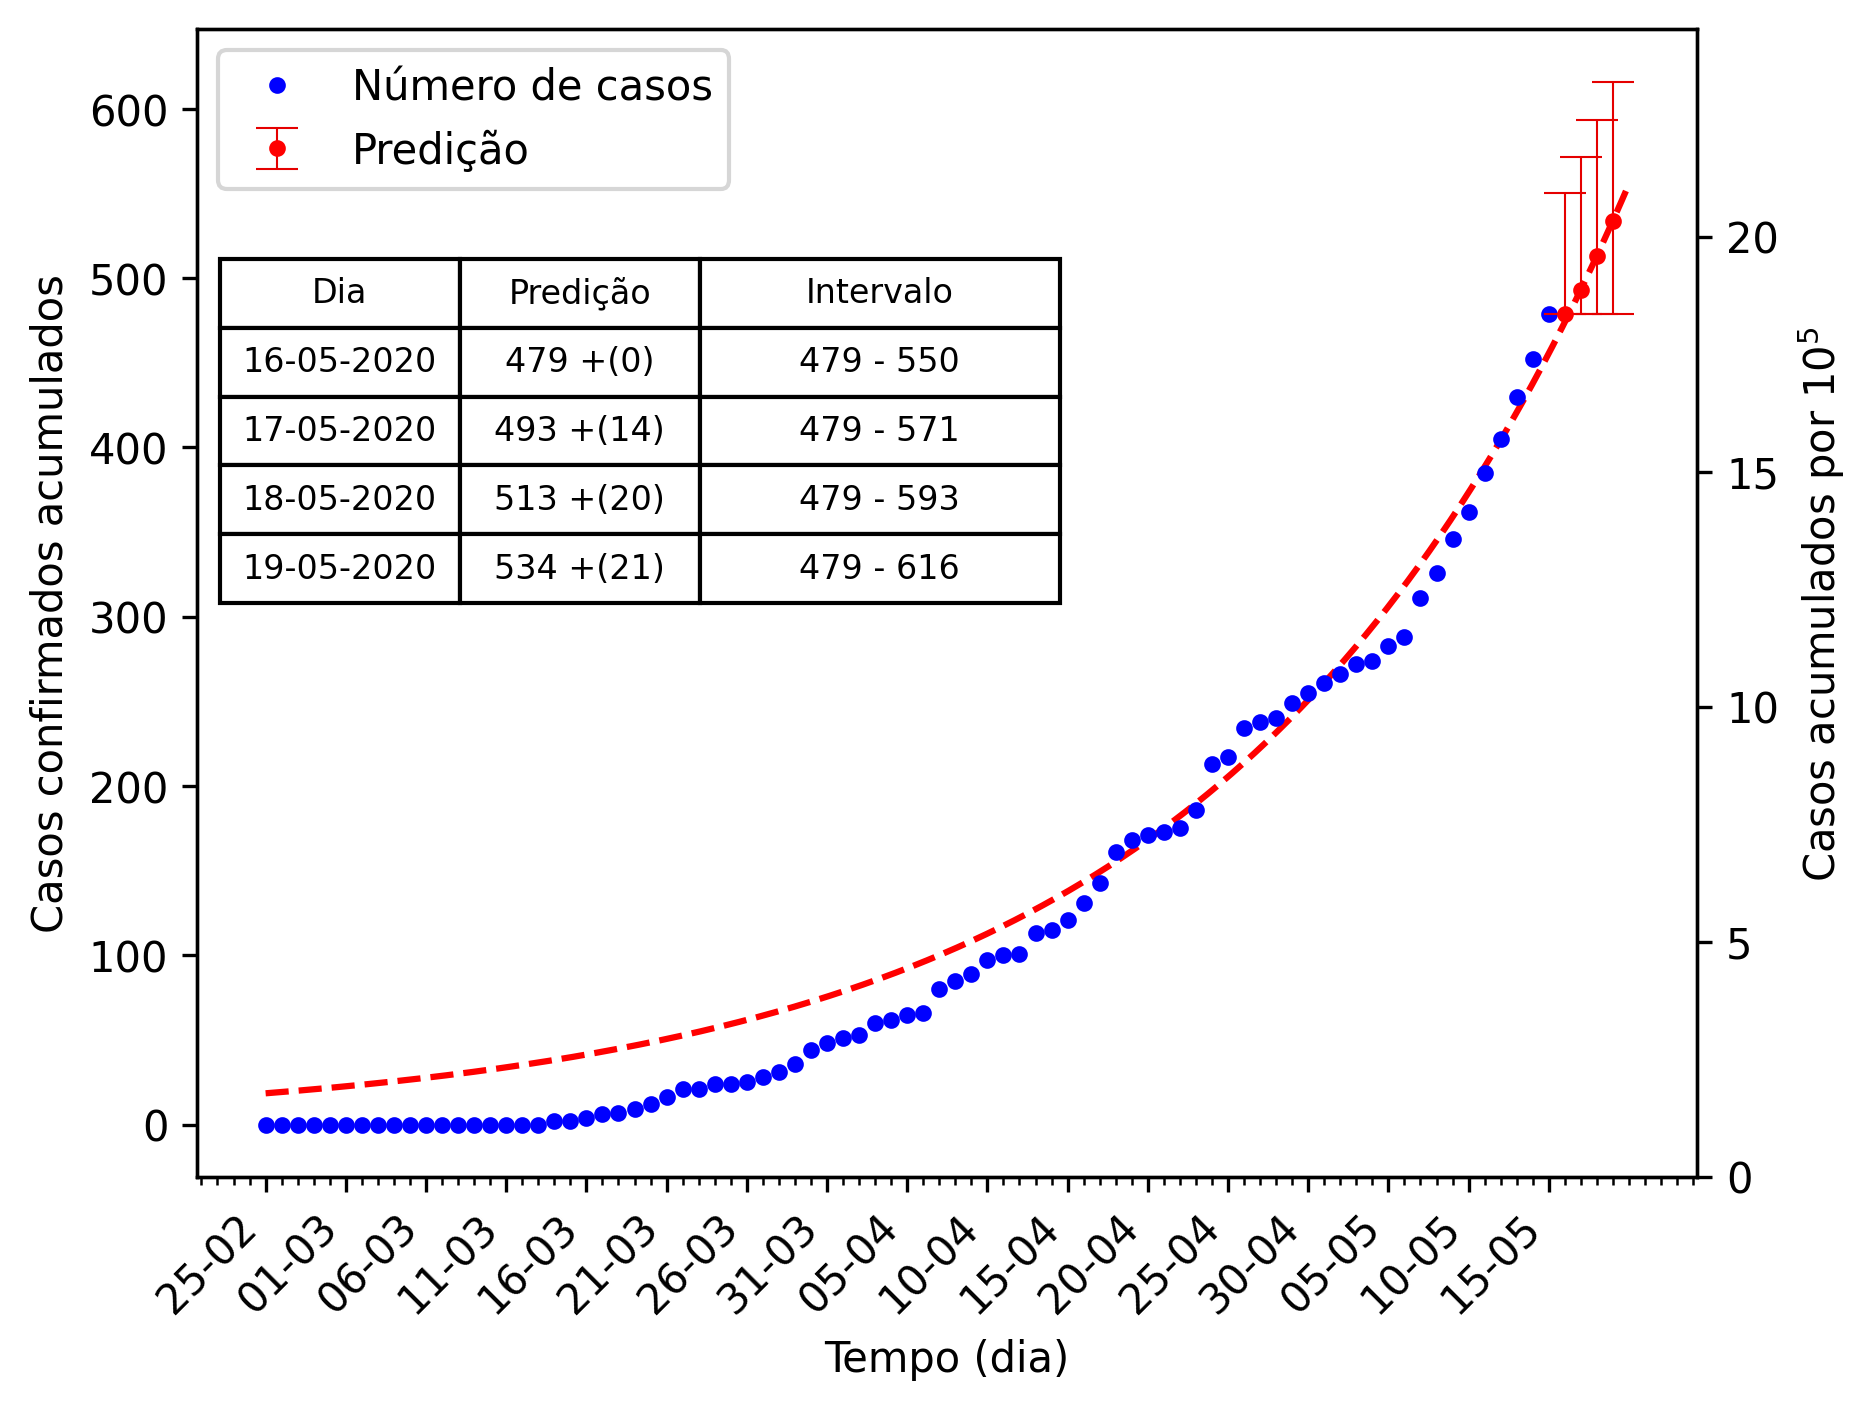 Número de casos
Predição
Casos confirmados acumulados
600
500
400
300
200
100
0
Dia Predição Intervalo
16-05-2020 479 +(0) 479 - 550
17-05-2020 493 +(14) 479 - 571
18-05-2020 513 +(20) 479 - 593
19-05-2020 534 +(21) 479 - 616
20
15
10
5
0
Casos acumulados por 10⁵
25-02 01-03 06-03 11-03 16-03 21-03 26-03 31-03 05-04 10-04 15-04 20-04 25-04 30-04 05-05 10-05 15-05
Tempo (dia)